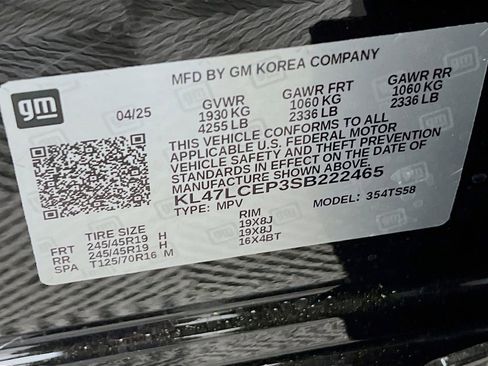 MFD BY GM KOREA COMPANY
gm
04/25 GVWR GAWR FRT GAWR RR
1930 KG 1060 KG 1060 KG
4255 LB 2336 LB 2336 LB
THIS VEHICLE CONFORMS TO ALL
APPLICABLE U.S. FEDERAL MOTOR
VEHICLE SAFETY AND THEFT PREVENTION
STANDARDS IN EFFECT ON THE DATE OF
MANUFACTURE SHOWN ABOVE.
KL47LCEP3SB222465
TYPE: MPV MODEL: 354TS58
TIRE SIZE RIM
FRT 245/45R19 H 19X8J
RR 245/45R19 H 19X8J
SPA T125/70R16 M 16X4BT